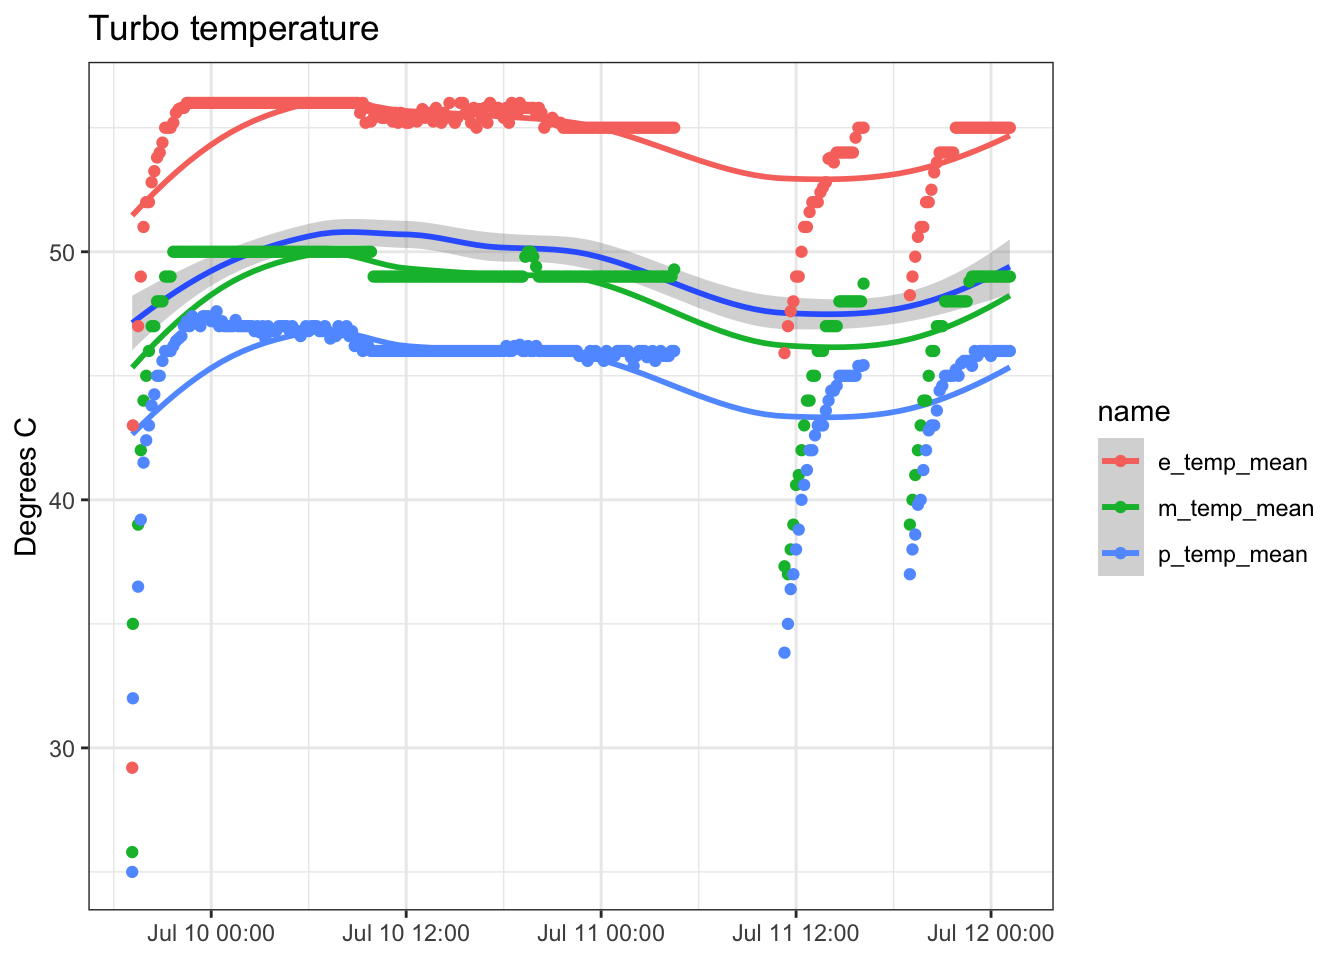 Turbo temperature
Degrees C
50
40
30
Jul 10 00:00
Jul 10 12:00
Jul 11 00:00
Jul 11 12:00
Jul 12 00:00
name
e_temp_mean
m_temp_mean
p_temp_mean